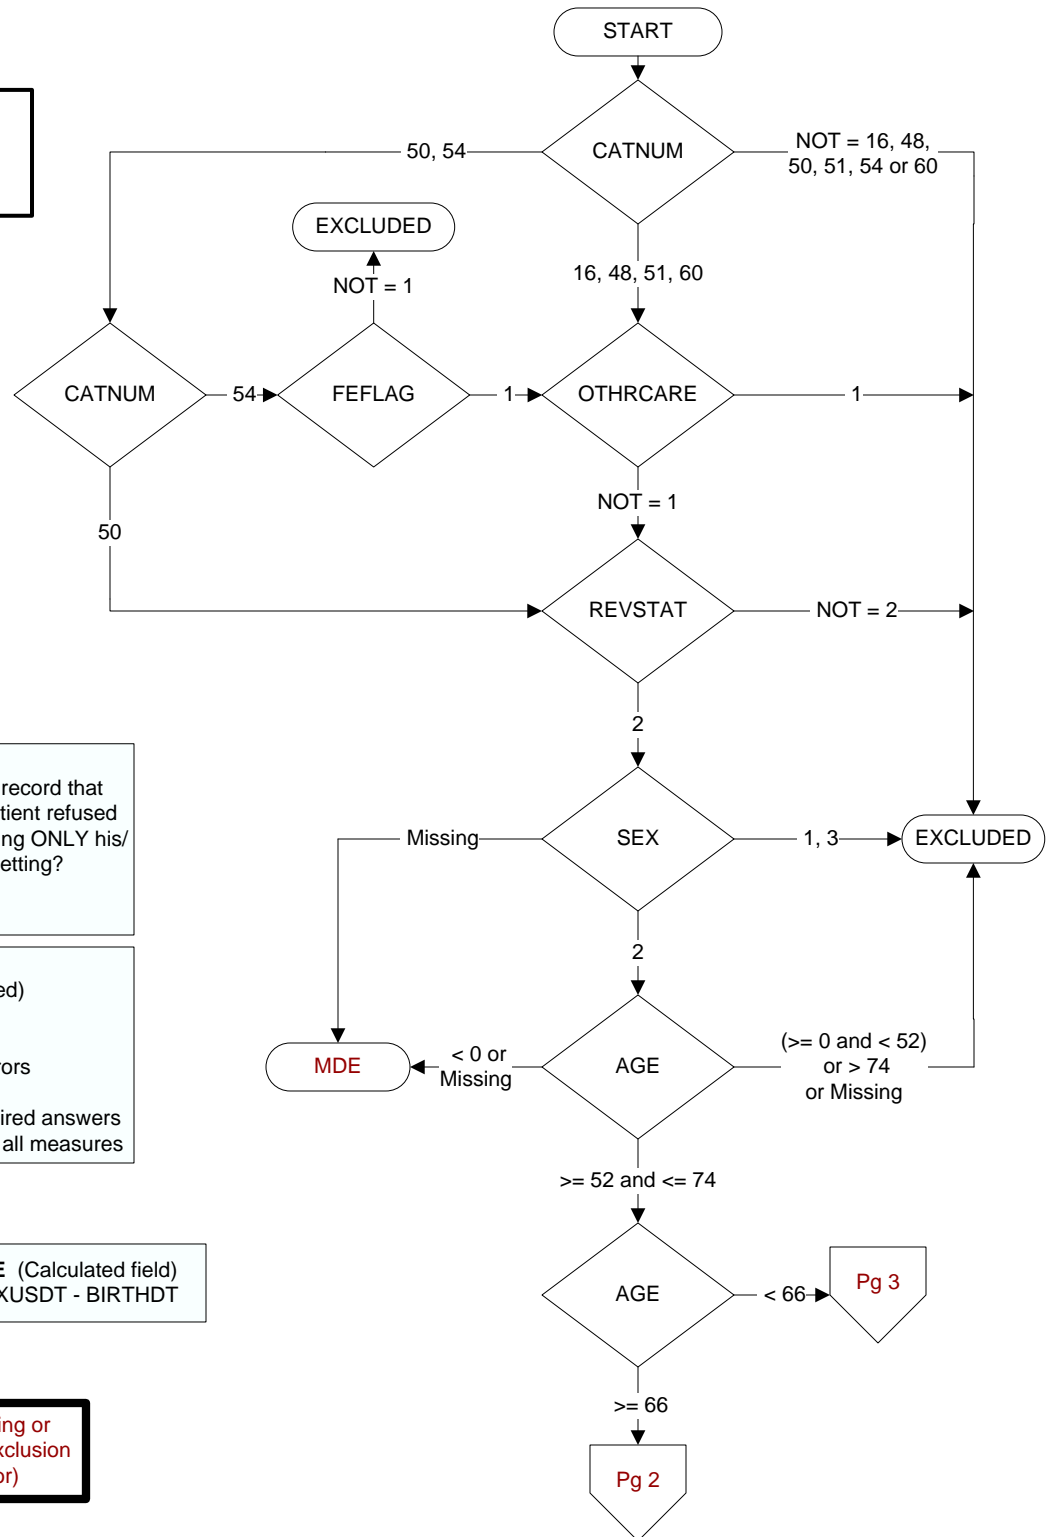 START
CATNUM
50, 54
NOT = 16, 48,
50, 51, 54 or 60
EXCLUDED
16, 48, 51, 60
NOT = 1
CATNUM
54
FEFLAG
1
OTHRCARE
1
NOT = 1
50
REVSTAT
NOT = 2
2
record that
tient refused
ing ONLY his/
etting?
Missing
SEX
1, 3
EXCLUDED
2
ed)
rors
ired answers
all measures
MDE
< 0 or
Missing
AGE
(>= 0 and < 52)
or > 74
or Missing
>= 52 and <= 74
E (Calculated field)
XUSDT - BIRTHDT
AGE
< 66
Pg 3
>= 66
ing or
xclusion
or)
Pg 2